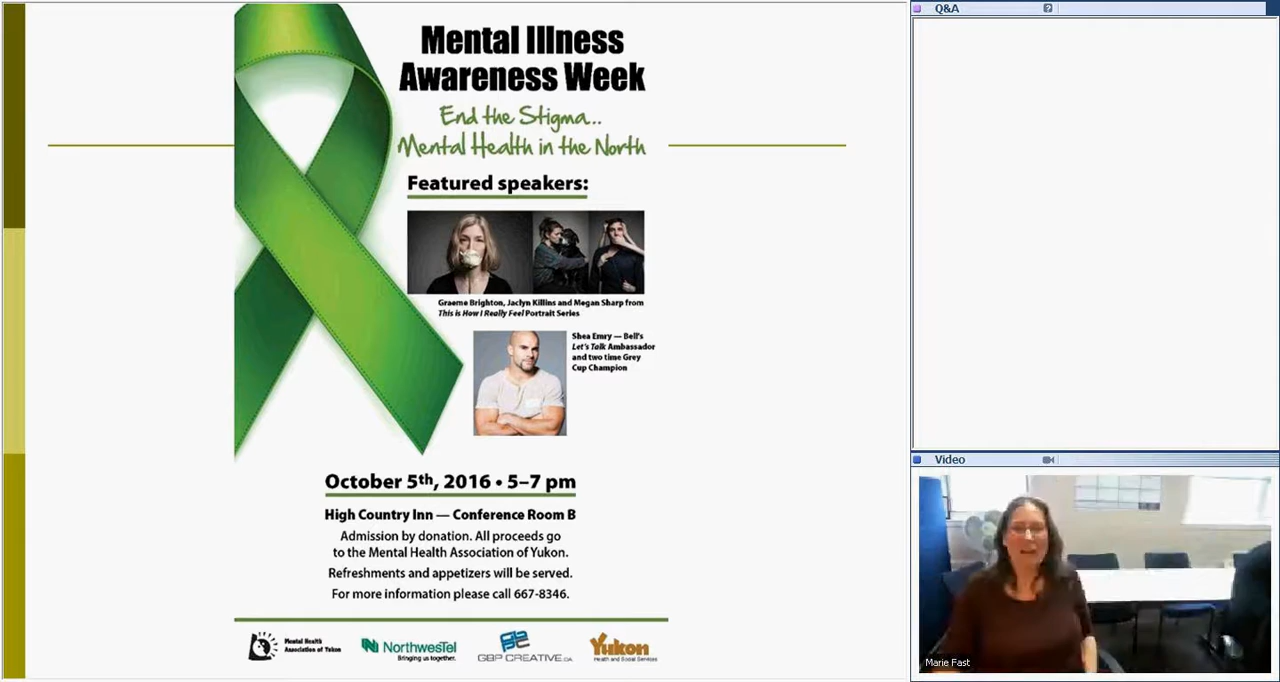 Mental Illness
Awareness Week
End the Stigma...
Mental Health in the North
Featured speakers:
Graeme Brighton, Jaclyn Killins and Megan Sharp from
This is How I Really Feel Portrait Series
Shea Emry — Bell's
Let's Talk Ambassador
and two time Grey
Cup Champion
October 5th, 2016 • 5–7 pm
High Country Inn — Conference Room B
Admission by donation. All proceeds go
to the Mental Health Association of Yukon.
Refreshments and appetizers will be served.
For more information please call 667-8346.
Mental Health
Association of Yukon
NORTHWESTEL
Bringing us together.
GBP CREATIVE.CA
Yukon
Health and Social Services
Q&A
Video
Marie Fast